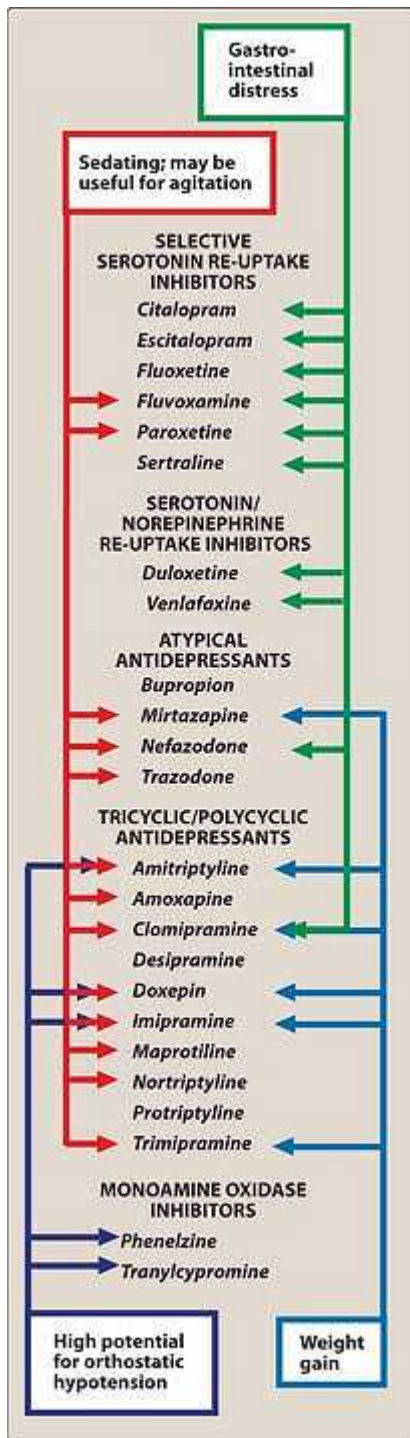 Gastro-
intestinal
distress
Sedating; may be
useful for agitation
SELECTIVE
SEROTONIN RE-UPTAKE
INHIBITORS
Citalopram
Escitalopram
Fluoxetine
Fluvoxamine
Paroxetine
Sertraline
SEROTONIN/
NOREPINEPHRINE
RE-UPTAKE INHIBITORS
Duloxetine
Venlafaxine
ATYPICAL
ANTIDEPRESSANTS
Bupropion
Mirtazapine
Nefazodone
Trazodone
TRICYCLIC/POLYCYCLIC
ANTIDEPRESSANTS
Amitriptyline
Amoxapine
Clomipramine
Desipramine
Doxepin
Imipramine
Maprotiline
Nortriptyline
Protriptyline
Trimipramine
MONOAMINE OXIDASE
INHIBITORS
Phenelzine
Tranylcypromine
High potential
for orthostatic
hypotension
Weight
gain